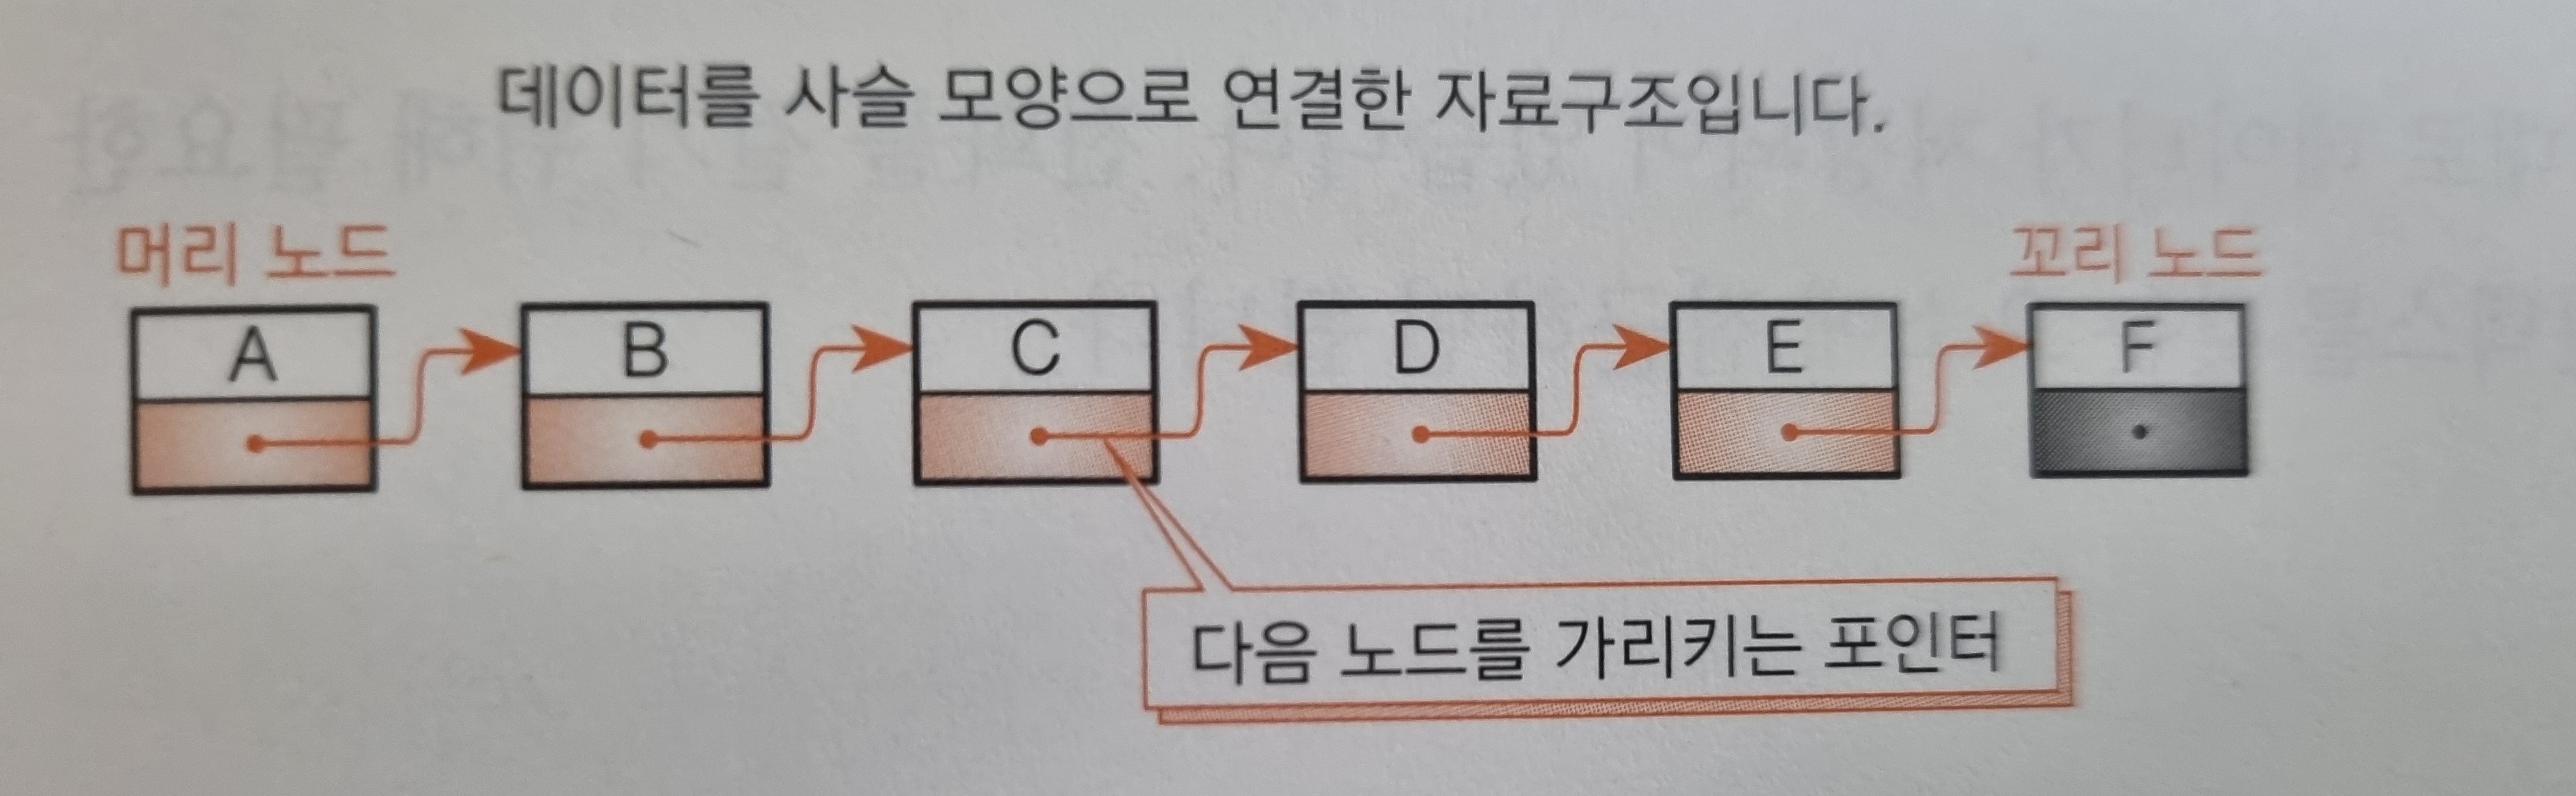 데이터를 사슬 모양으로 연결한 자료구조입니다.
머리 노드
꼬리 노드
A
B
C
D
E
F
다음 노드를 가리키는 포인터